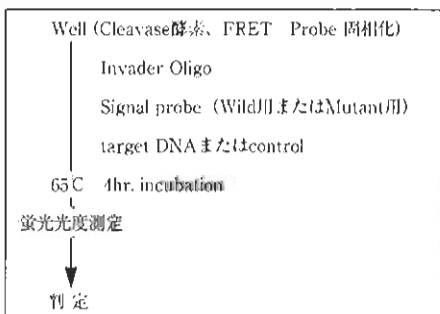 Well (Cleavase酵素、FRET Probe 固相化)
Invader Oligo
Signal probe (Wild用またはMutant用)
target DNAまたはcontrol
65℃ 4hr. incubation
蛍光光度測定
判定